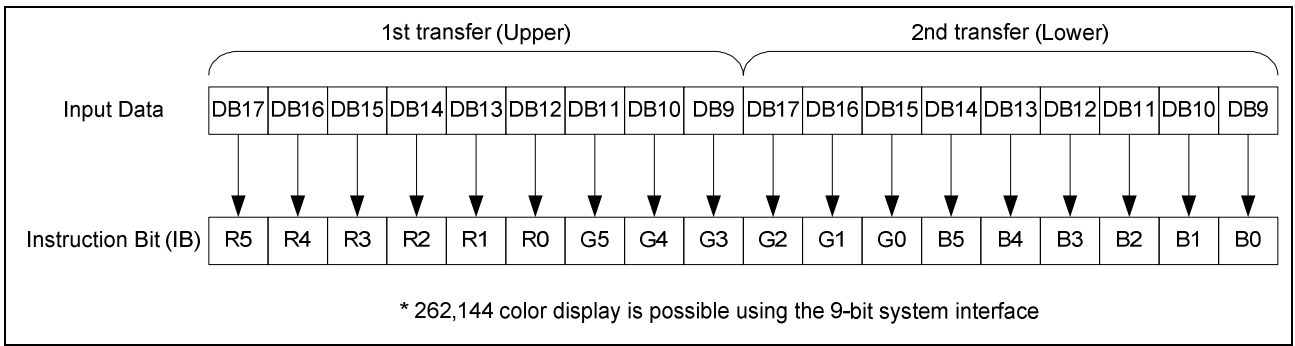 1st transfer (Upper) 2nd transfer (Lower)
Input Data DB17 DB16 DB15 DB14 DB13 DB12 DB11 DB10 DB9 DB17 DB16 DB15 DB14 DB13 DB12 DB11 DB10 DB9
Instruction Bit (IB) R5 R4 R3 R2 R1 R0 G5 G4 G3 G2 G1 G0 B5 B4 B3 B2 B1 B0
* 262,144 color display is possible using the 9-bit system interface